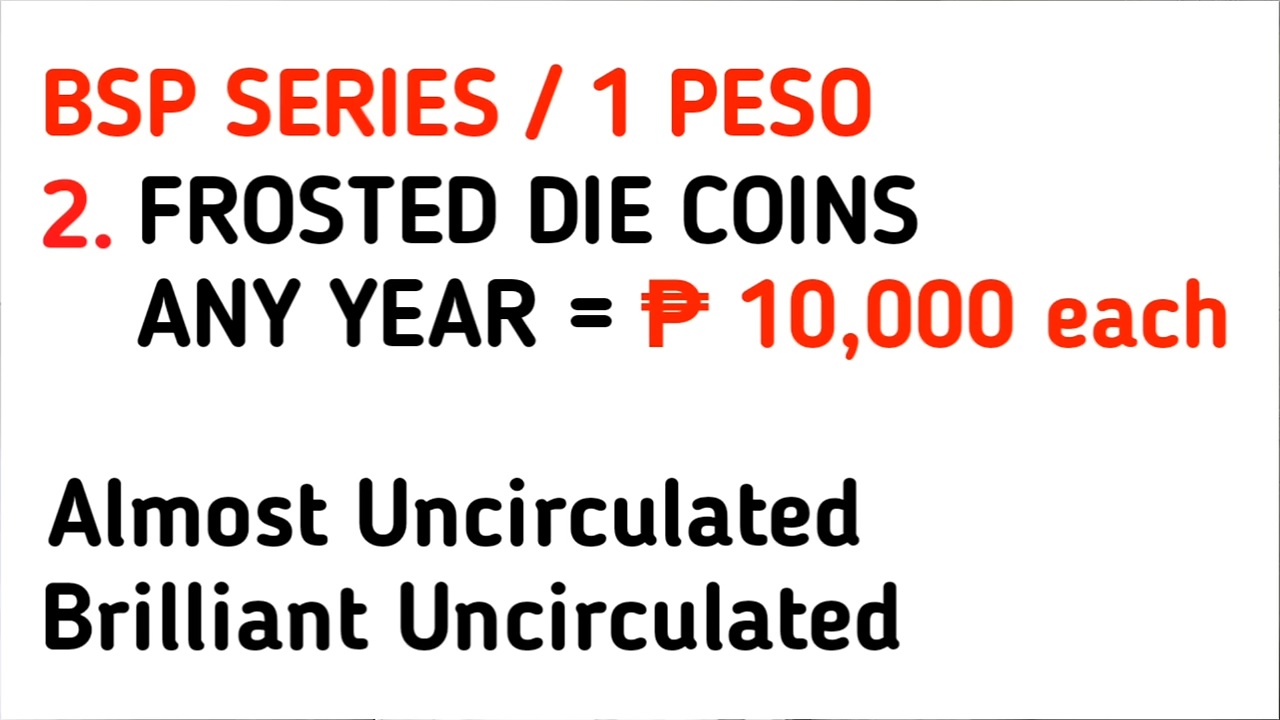 BSP SERIES / 1 PESO
2. FROSTED DIE COINS
ANY YEAR = ₱ 10,000 each
Almost Uncirculated
Brilliant Uncirculated